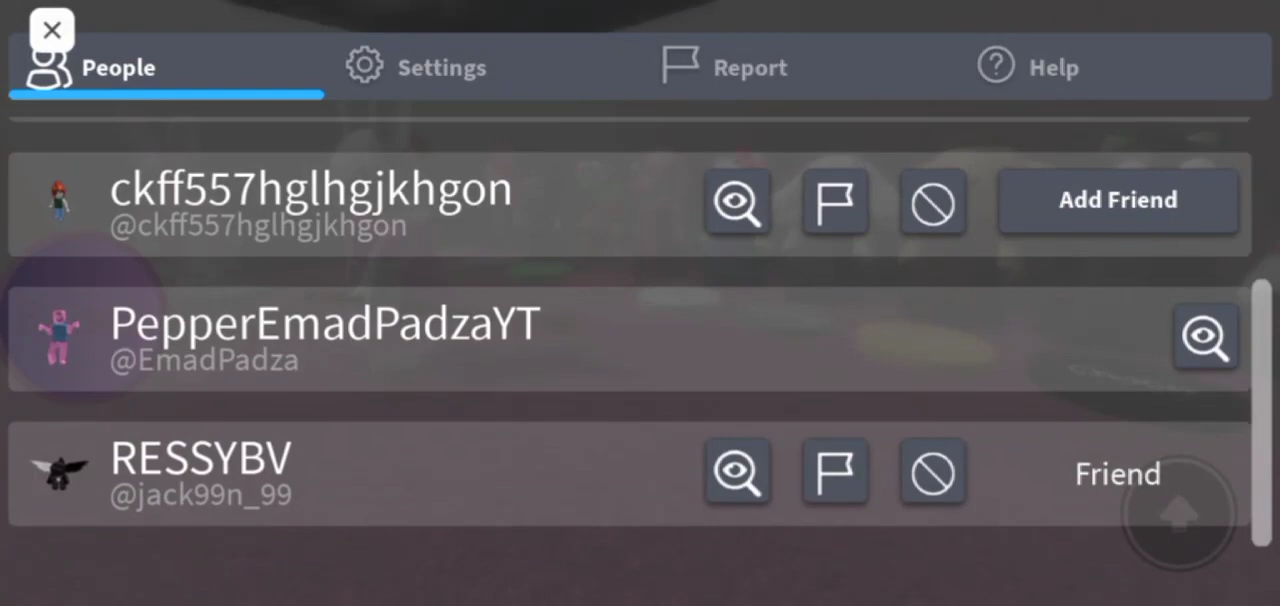 People
Settings
Report
Help
ckff557hglhgjkhgon
@ckff557hglhgjkhgon
Add Friend
PepperEmadPadzaYT
@EmadPadza
RESSYBV
@jack99n_99
Friend